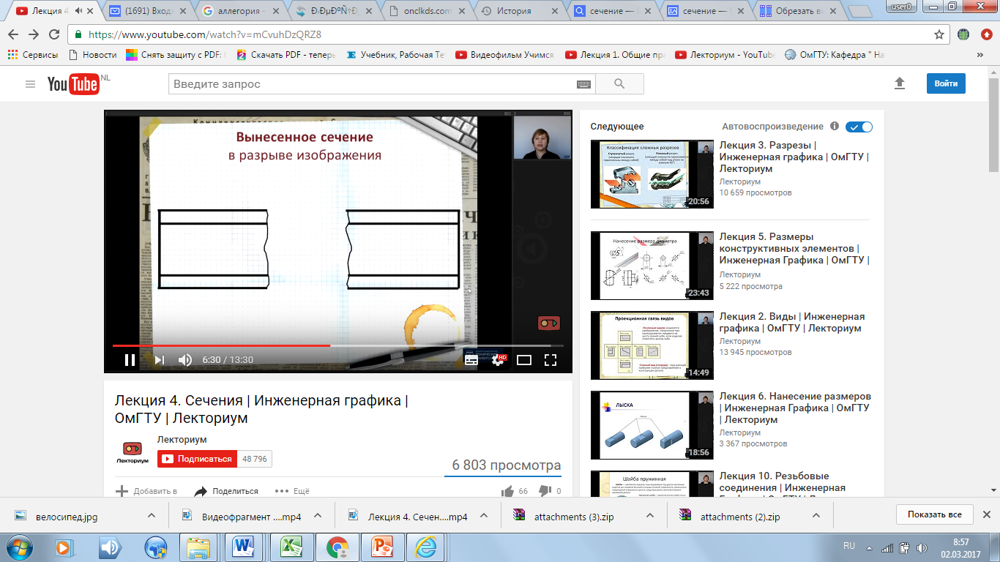 Лекция 4
(1691) Вход
аллегория -
Ð.ÐµÐºÑ†Ð¸
onclkds.com
История
сечение —
сечение —
Обрезать ви
user0
https://www.youtube.com/watch?v=mCvuhDzQRZ8
Сервисы
Новости
Снять защиту с PDF:
Скачать PDF - теперь
Учебник, Рабочая Те
Видеофильм Учимся
Лекция 1. Общие пра
Лекториум - YouTube
ОмГТУ: Кафедра " На
»
YouTube NL
Введите запрос
Войти
Вынесенное сечение
в разрыве изображения
6:30 / 13:30
HD
Лекция 4. Сечения | Инженерная графика |
ОмГТУ | Лекториум
Лекториум
Лекториум
Подписаться
48 796
6 803 просмотра
Добавить в
Поделиться
Ещё
66
0
Следующее
Автовоспроизведение
Классификация сложных разрезов
20:56
Лекция 3. Разрезы |
Инженерная графика | ОмГТУ |
Лекториум
Лекториум
10 659 просмотров
Нанесение размера диаметра
23:43
Лекция 5. Размеры
конструктивных элементов |
Инженерная Графика | ОмГТУ |
Лекториум
5 222 просмотра
Проекционная связь видов
14:49
Лекция 2. Виды | Инженерная
графика | ОмГТУ | Лекториум
Лекториум
13 945 просмотров
ЛЫСКА
18:56
Лекция 6. Нанесение размеров
| Инженерная Графика | ОмГТУ
| Лекториум
Лекториум
3 367 просмотров
Шайба пружинная
Лекция 10. Резьбовые
соединения | Инженерная
велосипед.jpg
Видеофрагмент ....mp4
Лекция 4. Сечен....mp4
attachments (3).zip
attachments (2).zip
Показать все
RU
8:57
02.03.2017